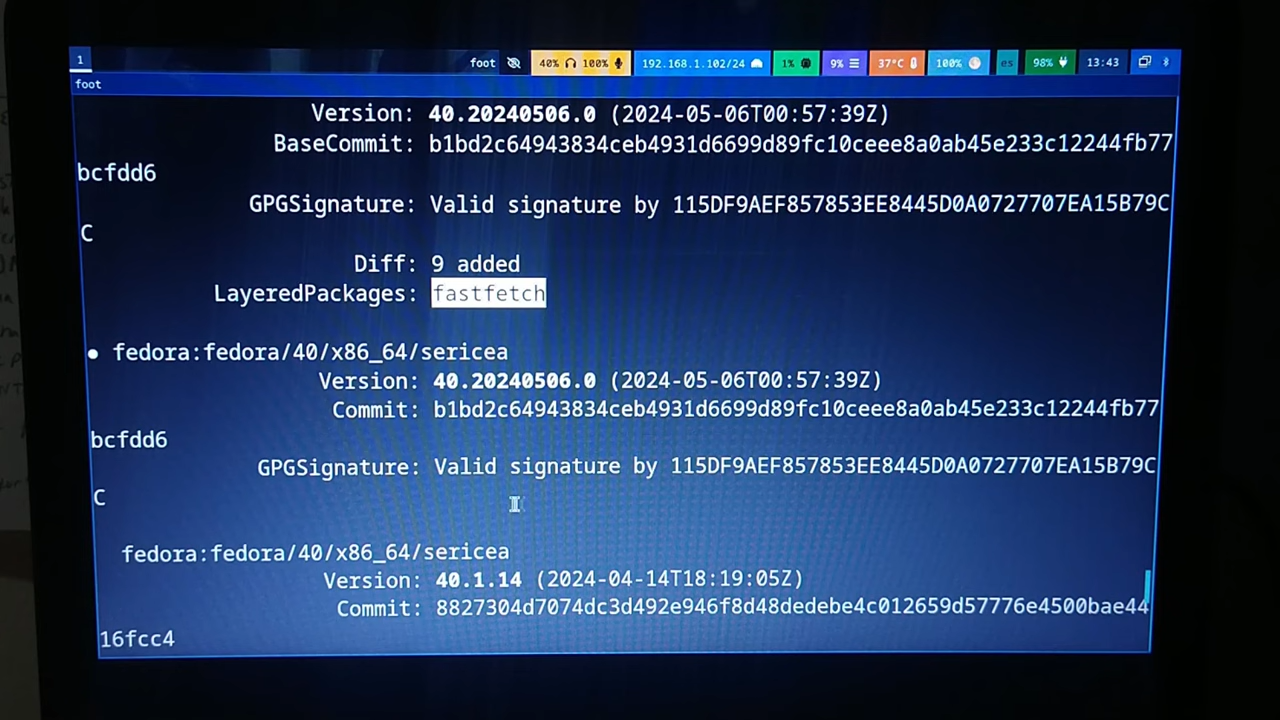 1 foot 40% 100% 192.168.1.102/24 1% 9% 37°C 100% es 98% 13:43
foot
Version: 40.20240506.0 (2024-05-06T00:57:39Z)
BaseCommit: b1bd2c64943834ceb4931d6699d89fc10ceee8a0ab45e233c12244fb77
bcfdd6
GPGSignature: Valid signature by 115DF9AEF857853EE8445D0A0727707EA15B79C
C
Diff: 9 added
LayeredPackages: fastfetch
● fedora:fedora/40/x86_64/sericea
Version: 40.20240506.0 (2024-05-06T00:57:39Z)
Commit: b1bd2c64943834ceb4931d6699d89fc10ceee8a0ab45e233c12244fb77
bcfdd6
GPGSignature: Valid signature by 115DF9AEF857853EE8445D0A0727707EA15B79C
C
fedora:fedora/40/x86_64/sericea
Version: 40.1.14 (2024-04-14T18:19:05Z)
Commit: 8827304d7074dc3d492e946f8d48dedebe4c012659d57776e4500bae44
16fcc4